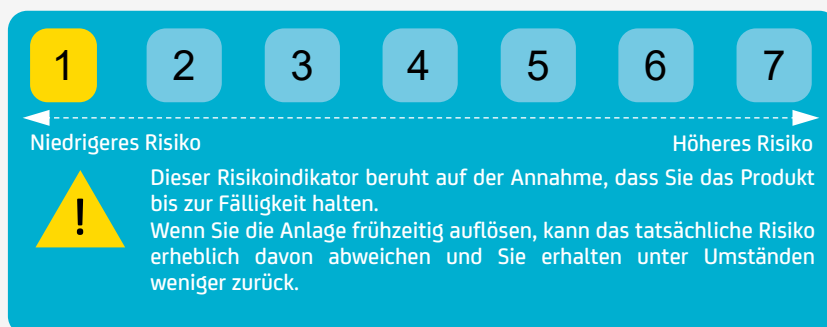 1 2 3 4 5 6 7
Niedrigeres Risiko Höheres Risiko
Dieser Risikoindikator beruht auf der Annahme, dass Sie das Produkt
bis zur Fälligkeit halten.
Wenn Sie die Anlage frühzeitig auflösen, kann das tatsächliche Risiko
erheblich davon abweichen und Sie erhalten unter Umständen
weniger zurück.
!